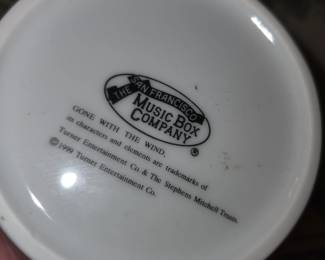 THE SAN FRANCISCO
MUSIC BOX
COMPANY
®
GONE WITH THE WIND,
its characters and elements are trademarks of
Turner Entertainment Co. & The Stephens Mitchell Trusts.
© 1999 Turner Entertainment Co.